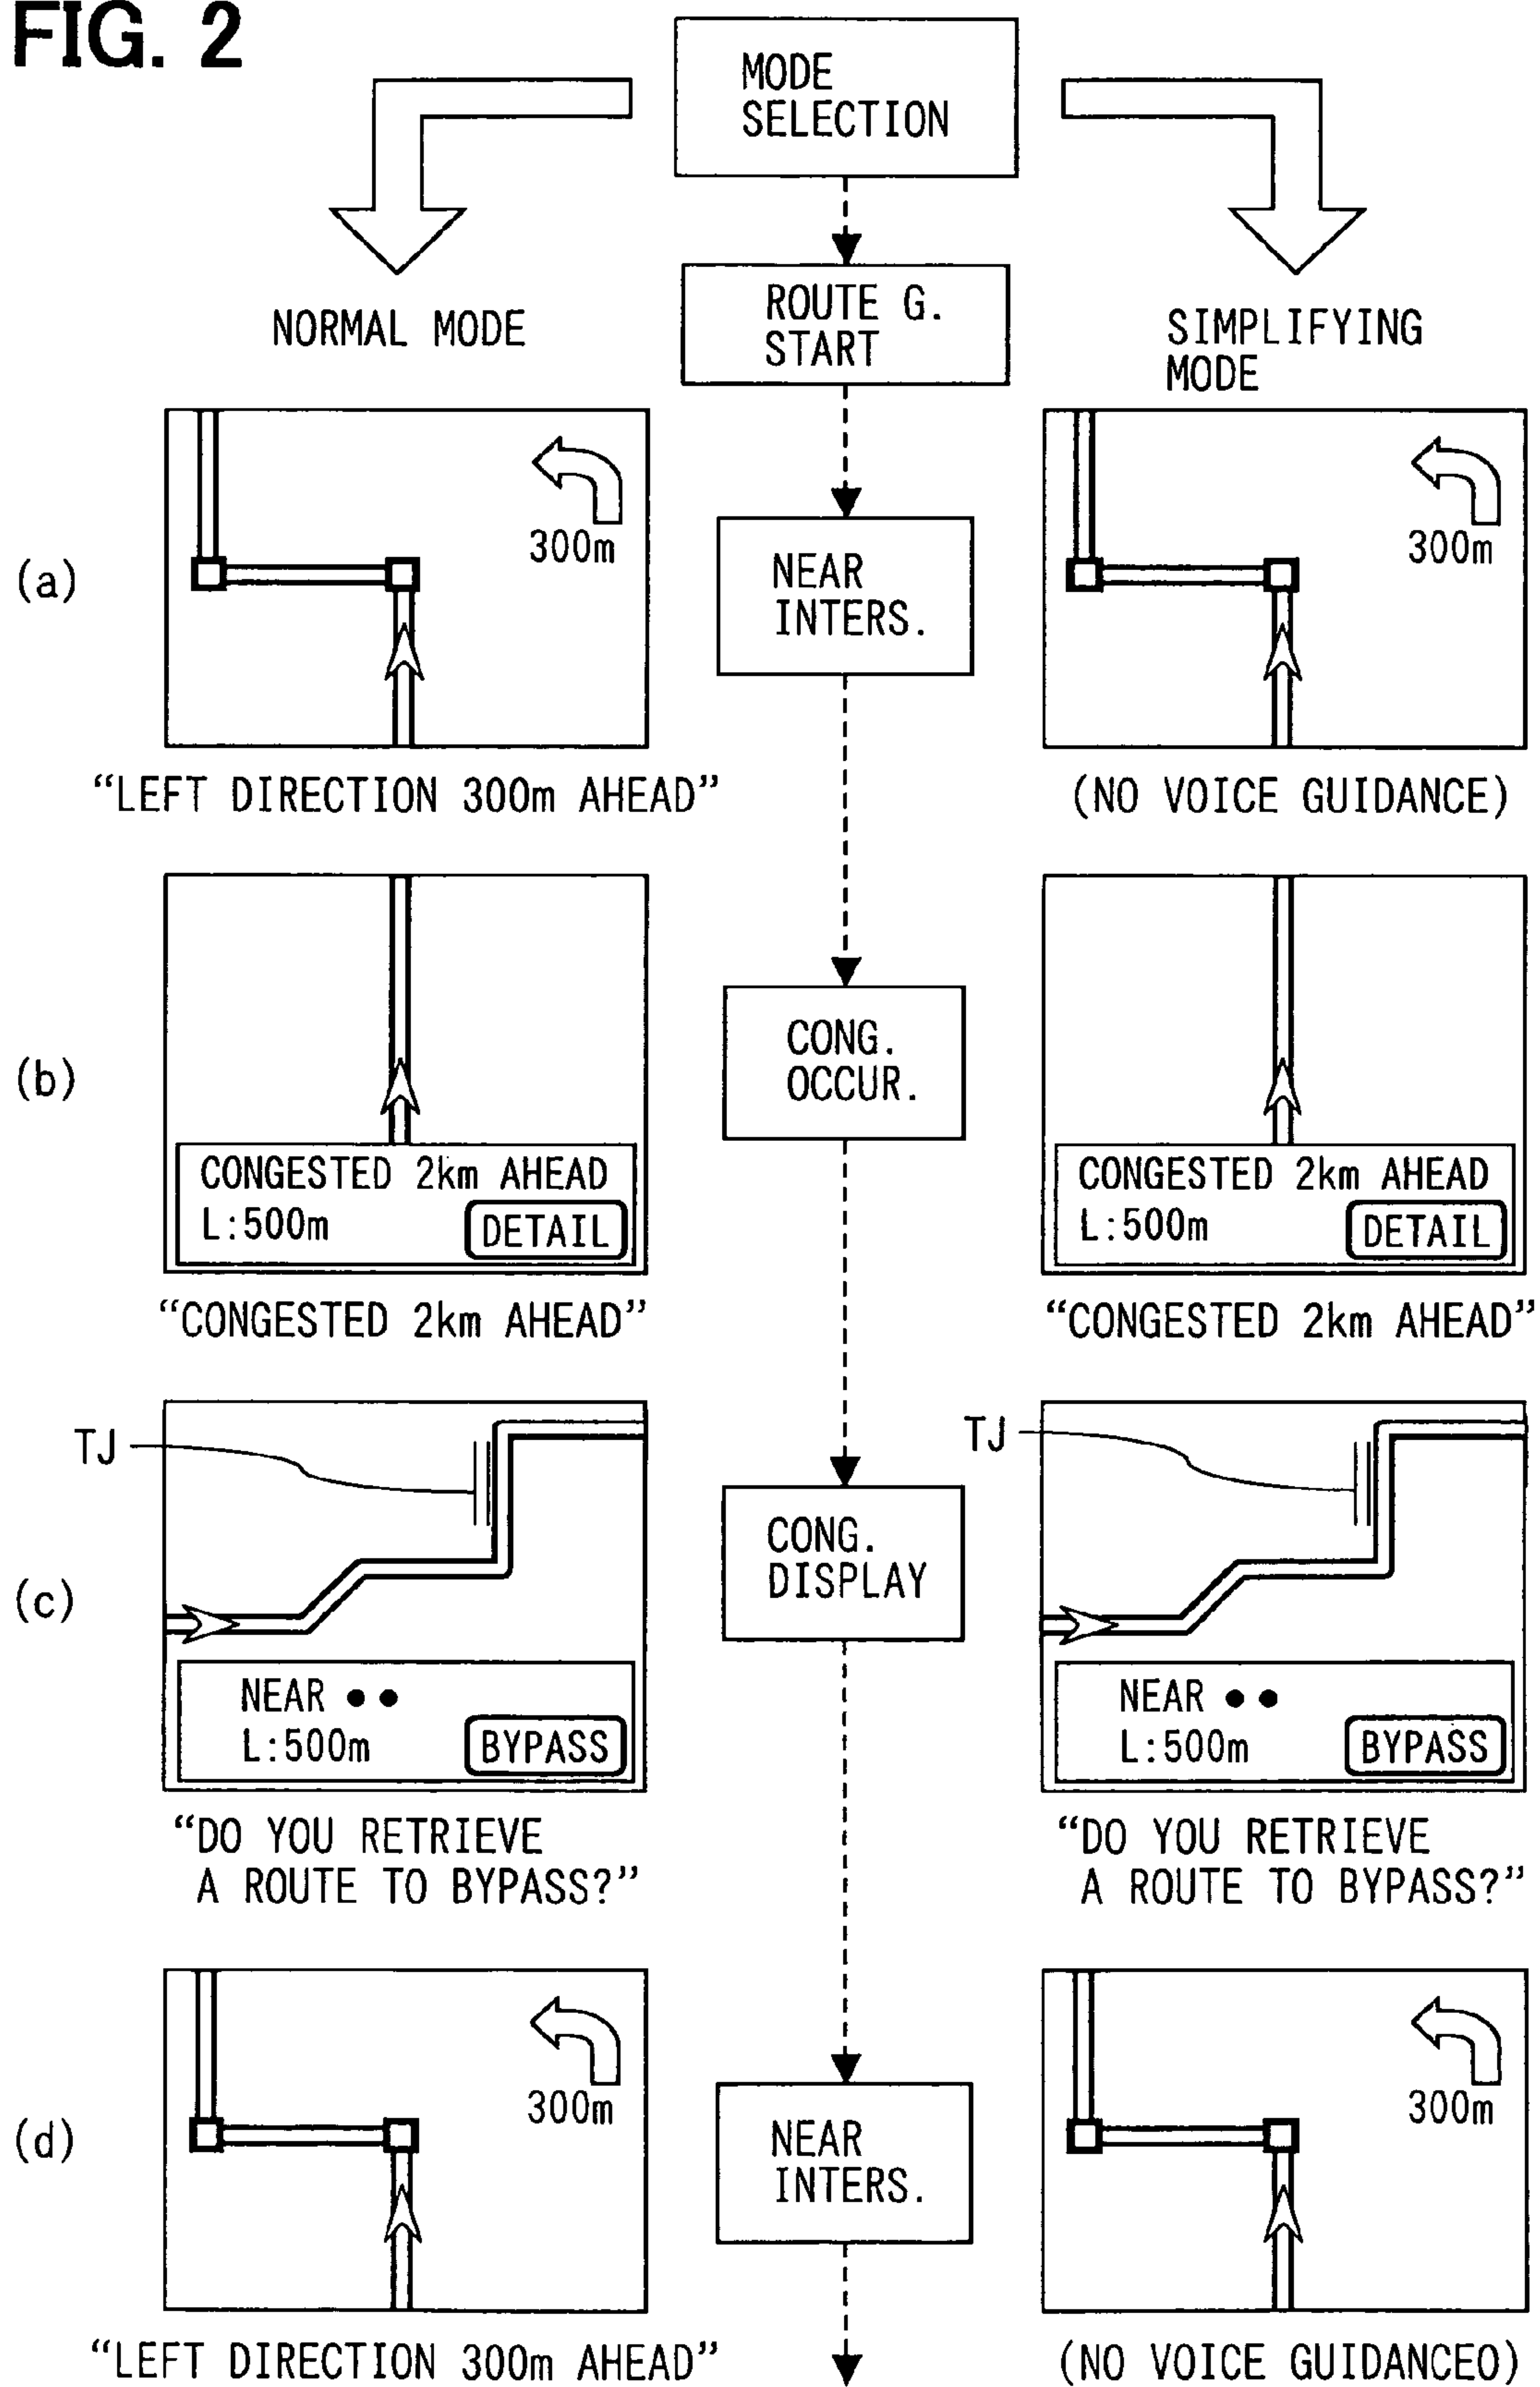 FIG. 2
MODE
SELECTION
ROUTE G.
START
NORMAL MODE
SIMPLIFYING
MODE
(a)
300m
NEAR
INTERS.
300m
“LEFT DIRECTION 300m AHEAD”
(NO VOICE GUIDANCE)
(b)
CONG.
OCCUR.
CONGESTED 2km AHEAD
L:500m
DETAIL
CONGESTED 2km AHEAD
L:500m
DETAIL
“CONGESTED 2km AHEAD”
“CONGESTED 2km AHEAD”
TJ
TJ
(c)
CONG.
DISPLAY
NEAR ●●
L:500m
BYPASS
NEAR ●●
L:500m
BYPASS
“DO YOU RETRIEVE
A ROUTE TO BYPASS?”
“DO YOU RETRIEVE
A ROUTE TO BYPASS?”
(d)
300m
NEAR
INTERS.
300m
“LEFT DIRECTION 300m AHEAD”
(NO VOICE GUIDANCEO)